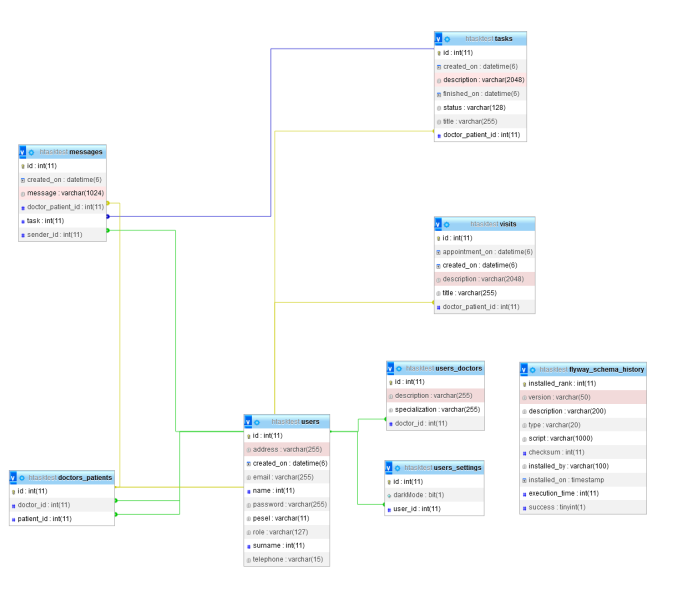 htasktest tasks
id : int(11)
created_on : datetime(6)
description : varchar(2048)
finished_on : datetime(6)
status : varchar(128)
title : varchar(255)
doctor_patient_id : int(11)
messages
id : int(11)
created_on : datetime(6)
message : varchar(1024)
doctor_patient_id : int(11)
task : int(11)
sender_id : int(11)
visits
id : int(11)
appointment_on : datetime(6)
created_on : datetime(6)
description : varchar(2048)
title : varchar(255)
doctor_patient_id : int(11)
users_doctors
id : int(11)
description : varchar(255)
specialization : varchar(255)
doctor_id : int(11)
flyway_schema_history
installed_rank : int(11)
version : varchar(50)
description : varchar(200)
type : varchar(20)
script : varchar(1000)
checksum : int(11)
installed_by : varchar(100)
installed_on : timestamp
execution_time : int(11)
success : tinyint(1)
users
id : int(11)
address : varchar(255)
created_on : datetime(6)
email : varchar(255)
name : int(11)
password : varchar(255)
pesel : varchar(11)
role : varchar(127)
surname : int(11)
telephone : varchar(15)
users_settings
id : int(11)
darkMode : bit(1)
user_id : int(11)
doctors_patients
id : int(11)
doctor_id : int(11)
patient_id : int(11)